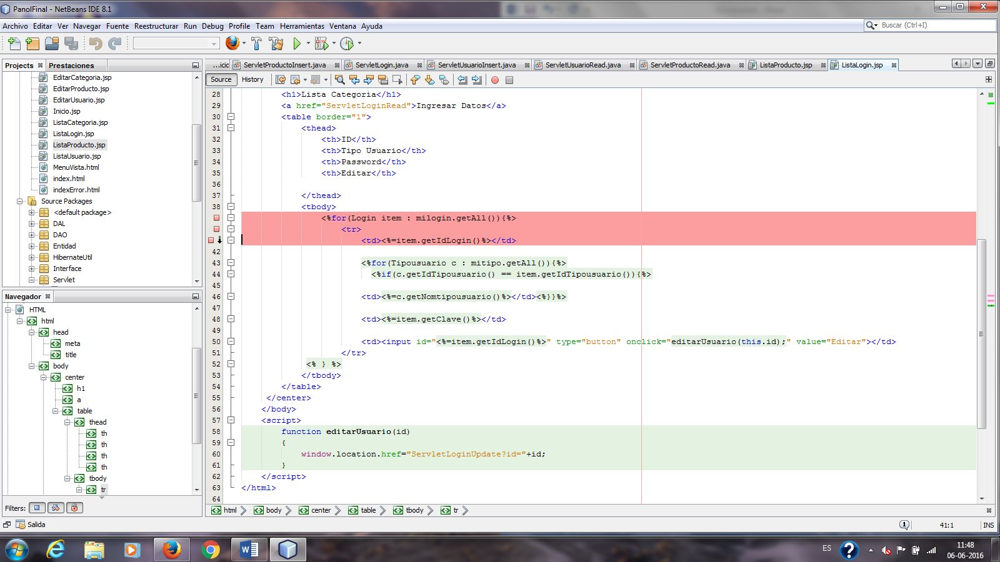 PanolFinal - NetBeans IDE 8.1
Archivo Editar Ver Navegar Fuente Reestructurar Run Debug Profile Team Herramientas Ventana Ayuda
Buscar (Ctrl+I)
Projects Prestaciones
...icic ServletProductoInsert.java ServletLogin.java ServletUsuarioInsert.java ServletUsuarioRead.java ServletProductoRead.java ListaProducto.jsp ListaLogin.jsp
Source History
EditarCategoria.jsp
EditarProducto.jsp
EditarUsuario.jsp
Inicio.jsp
ListaCategoria.jsp
ListaLogin.jsp
ListaProducto.jsp
ListaUsuario.jsp
MenuVista.html
index.html
indexError.html
Source Packages
<default package>
DAL
DAO
Entidad
HibernateUtil
Interface
Servlet
Navegador
HTML
html
head
meta
title
body
center
h1
a
table
thead
th
th
th
th
tbody
tr
Filters:
28 <h1>Lista Categoria</h1>
29 <a href="ServletLoginRead">Ingresar Datos</a>
30 <table border="1">
31 <thead>
32 <th>ID</th>
33 <th>Tipo Usuario</th>
34 <th>Password</th>
35 <th>Editar</th>
36
37 </thead>
38 <tbody>
<%for(Login item : milogin.getAll()){%>
<tr>
<td><%=item.getIdLogin()%></td>
42
43 <%for(Tipousuario c : mitipo.getAll()){%>
44 <%if(c.getIdTipousuario() == item.getIdTipousuario()){%>
45
46 <td><%=c.getNomtipousuario()%></td><%}}%>
47
48 <td><%=item.getClave()%></td>
49
50 <td><input id="<%=item.getIdLogin()%>" type="button" onclick="editarUsuario(this.id);" value="Editar"></td>
51 </tr>
52 <% } %>
53 </tbody>
54 </table>
55 </center>
56 </body>
57 <script>
58 function editarUsuario(id)
59 {
60 window.location.href="ServletLoginUpdate?id="+id;
61 }
62 </script>
63 </html>
64
html body center table tbody tr
Salida
1 41:1 INS
ES 11:48
06-06-2016